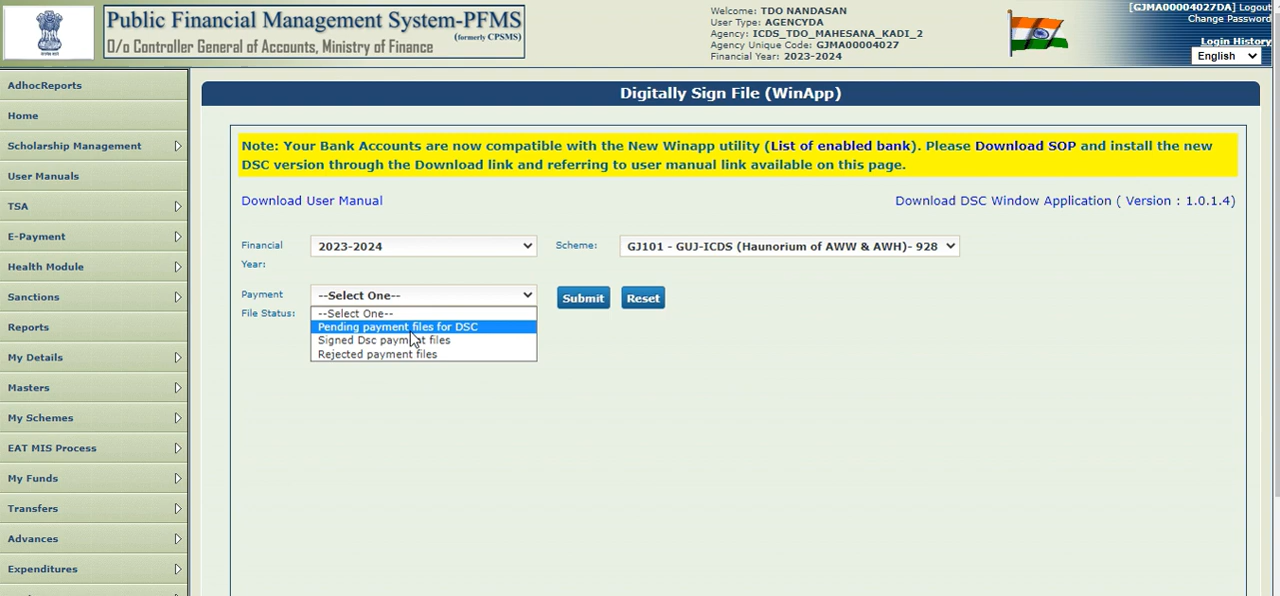 Public Financial Management System-PFMS
(formerly CPSMS)
O/o Controller General of Accounts, Ministry of Finance
Welcome: TDO NANDASAN
User Type: AGENCYDA
Agency: ICDS_TDO_MAHESANA_KADI_2
Agency Unique Code: GJMA00004027
Financial Year: 2023-2024
[GJMA00004027DA] Logout
Change Password
Login History
English
AdhocReports
Home
Scholarship Management
User Manuals
TSA
E-Payment
Health Module
Sanctions
Reports
My Details
Masters
My Schemes
EAT MIS Process
My Funds
Transfers
Advances
Expenditures
Digitally Sign File (WinApp)
Note: Your Bank Accounts are now compatible with the New Winapp utility (List of enabled bank). Please Download SOP and install the new
DSC version through the Download link and referring to user manual link available on this page.
Download User Manual
Download DSC Window Application ( Version : 1.0.1.4)
Financial Year:
2023-2024
Scheme:
GJ101 - GUJ-ICDS (Haunorium of AWW & AWH)- 928
Payment File Status:
--Select One--
Submit
Reset
--Select One--
Pending payment files for DSC
Signed Dsc payment files
Rejected payment files